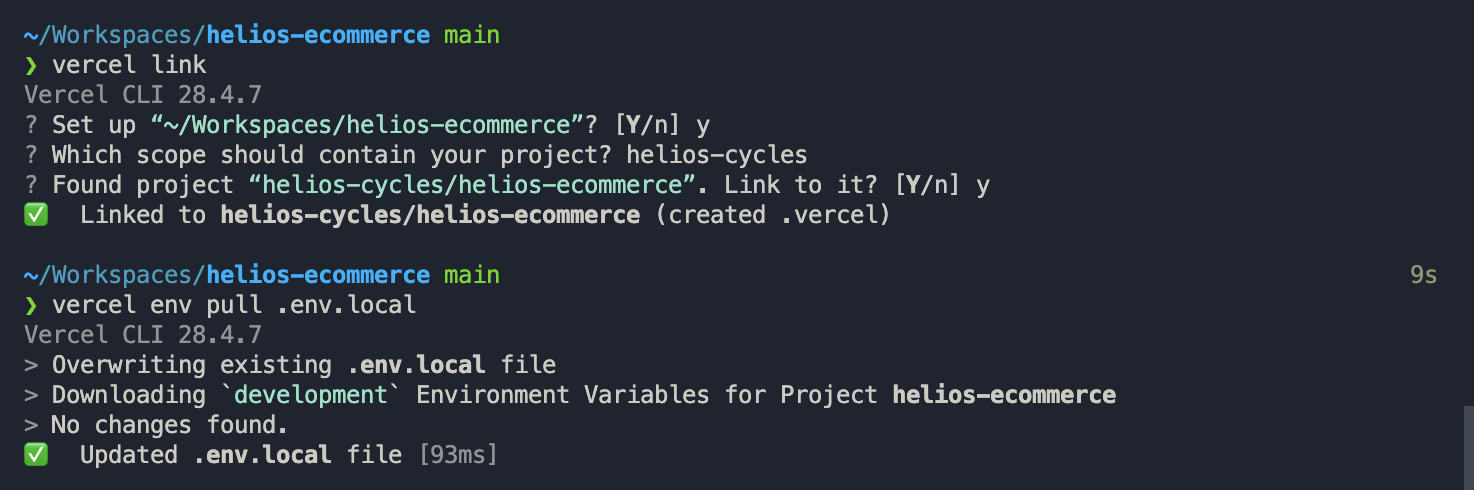 ~/Workspaces/helios-ecommerce main
❯ vercel link
Vercel CLI 28.4.7
? Set up “~/Workspaces/helios-ecommerce”? [Y/n] y
? Which scope should contain your project? helios-cycles
? Found project “helios-cycles/helios-ecommerce”. Link to it? [Y/n] y
✅  Linked to helios-cycles/helios-ecommerce (created .vercel)
~/Workspaces/helios-ecommerce main 9s
❯ vercel env pull .env.local
Vercel CLI 28.4.7
> Overwriting existing .env.local file
> Downloading `development` Environment Variables for Project helios-ecommerce
> No changes found.
✅  Updated .env.local file [93ms]